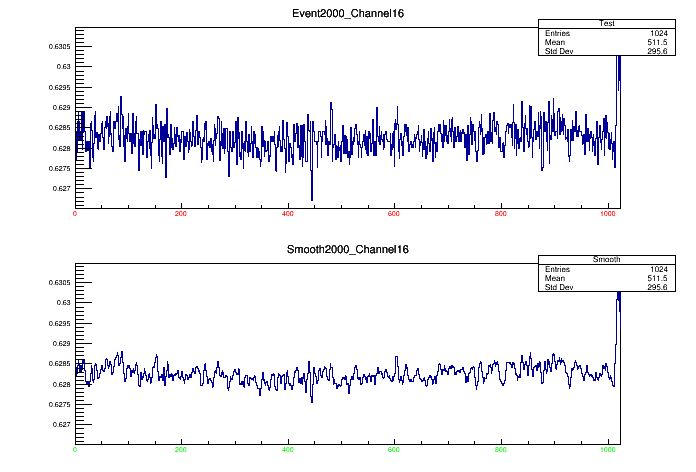 Event2000_Channel16
Test
Entries 1024
Mean 511.5
Std Dev 295.6
0.6305
0.63
0.6295
0.629
0.6285
0.628
0.6275
0.627
0 200 400 600 800 1000
Smooth2000_Channel16
Smooth
Entries 1024
Mean 511.5
Std Dev 295.6
0.6305
0.63
0.6295
0.629
0.6285
0.628
0.6275
0.627
0 200 400 600 800 1000